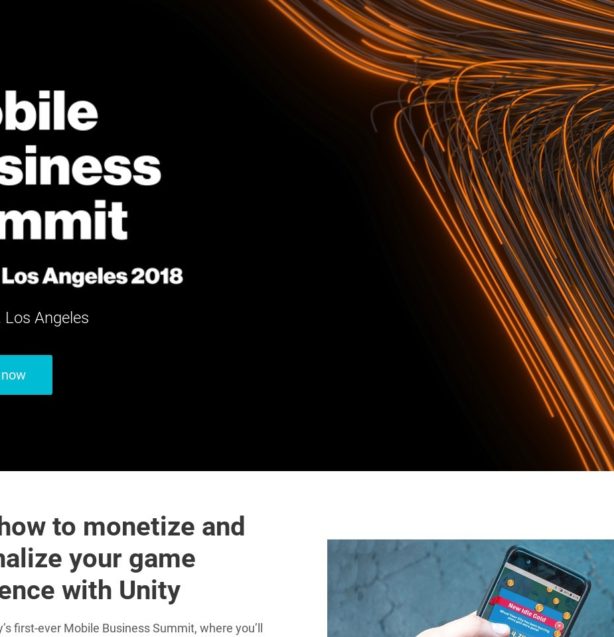 obile
siness
mmit
Los Angeles 2018
Los Angeles
now
how to monetize and
nalize your game
ence with Unity
y's first-ever Mobile Business Summit, where you'll
New Idle Gold